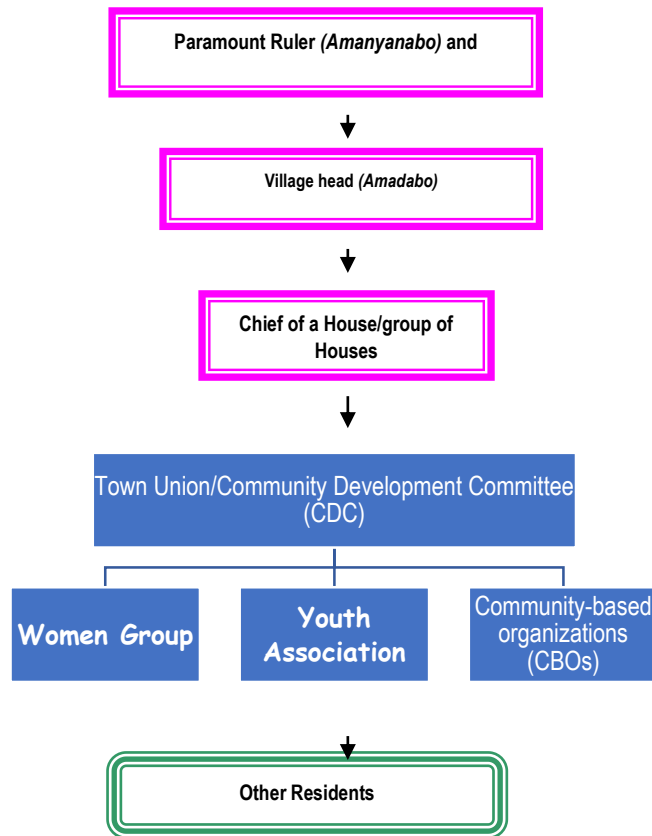 Paramount Ruler (Amanyanabo) and
Village head (Amadabo)
Chief of a House/group of
Houses
Town Union/Community Development Committee
(CDC)
Women Group
Youth
Association
Community-based
organizations
(CBOs)
Other Residents